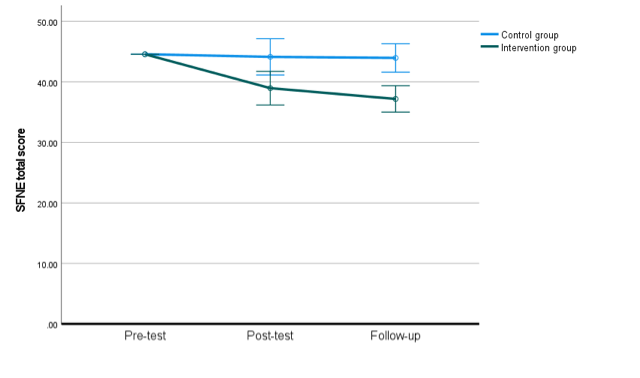 50.00
40.00
30.00
20.00
10.00
.00
SFNE total score
Pre-test
Post-test
Follow-up
Control group
Intervention group